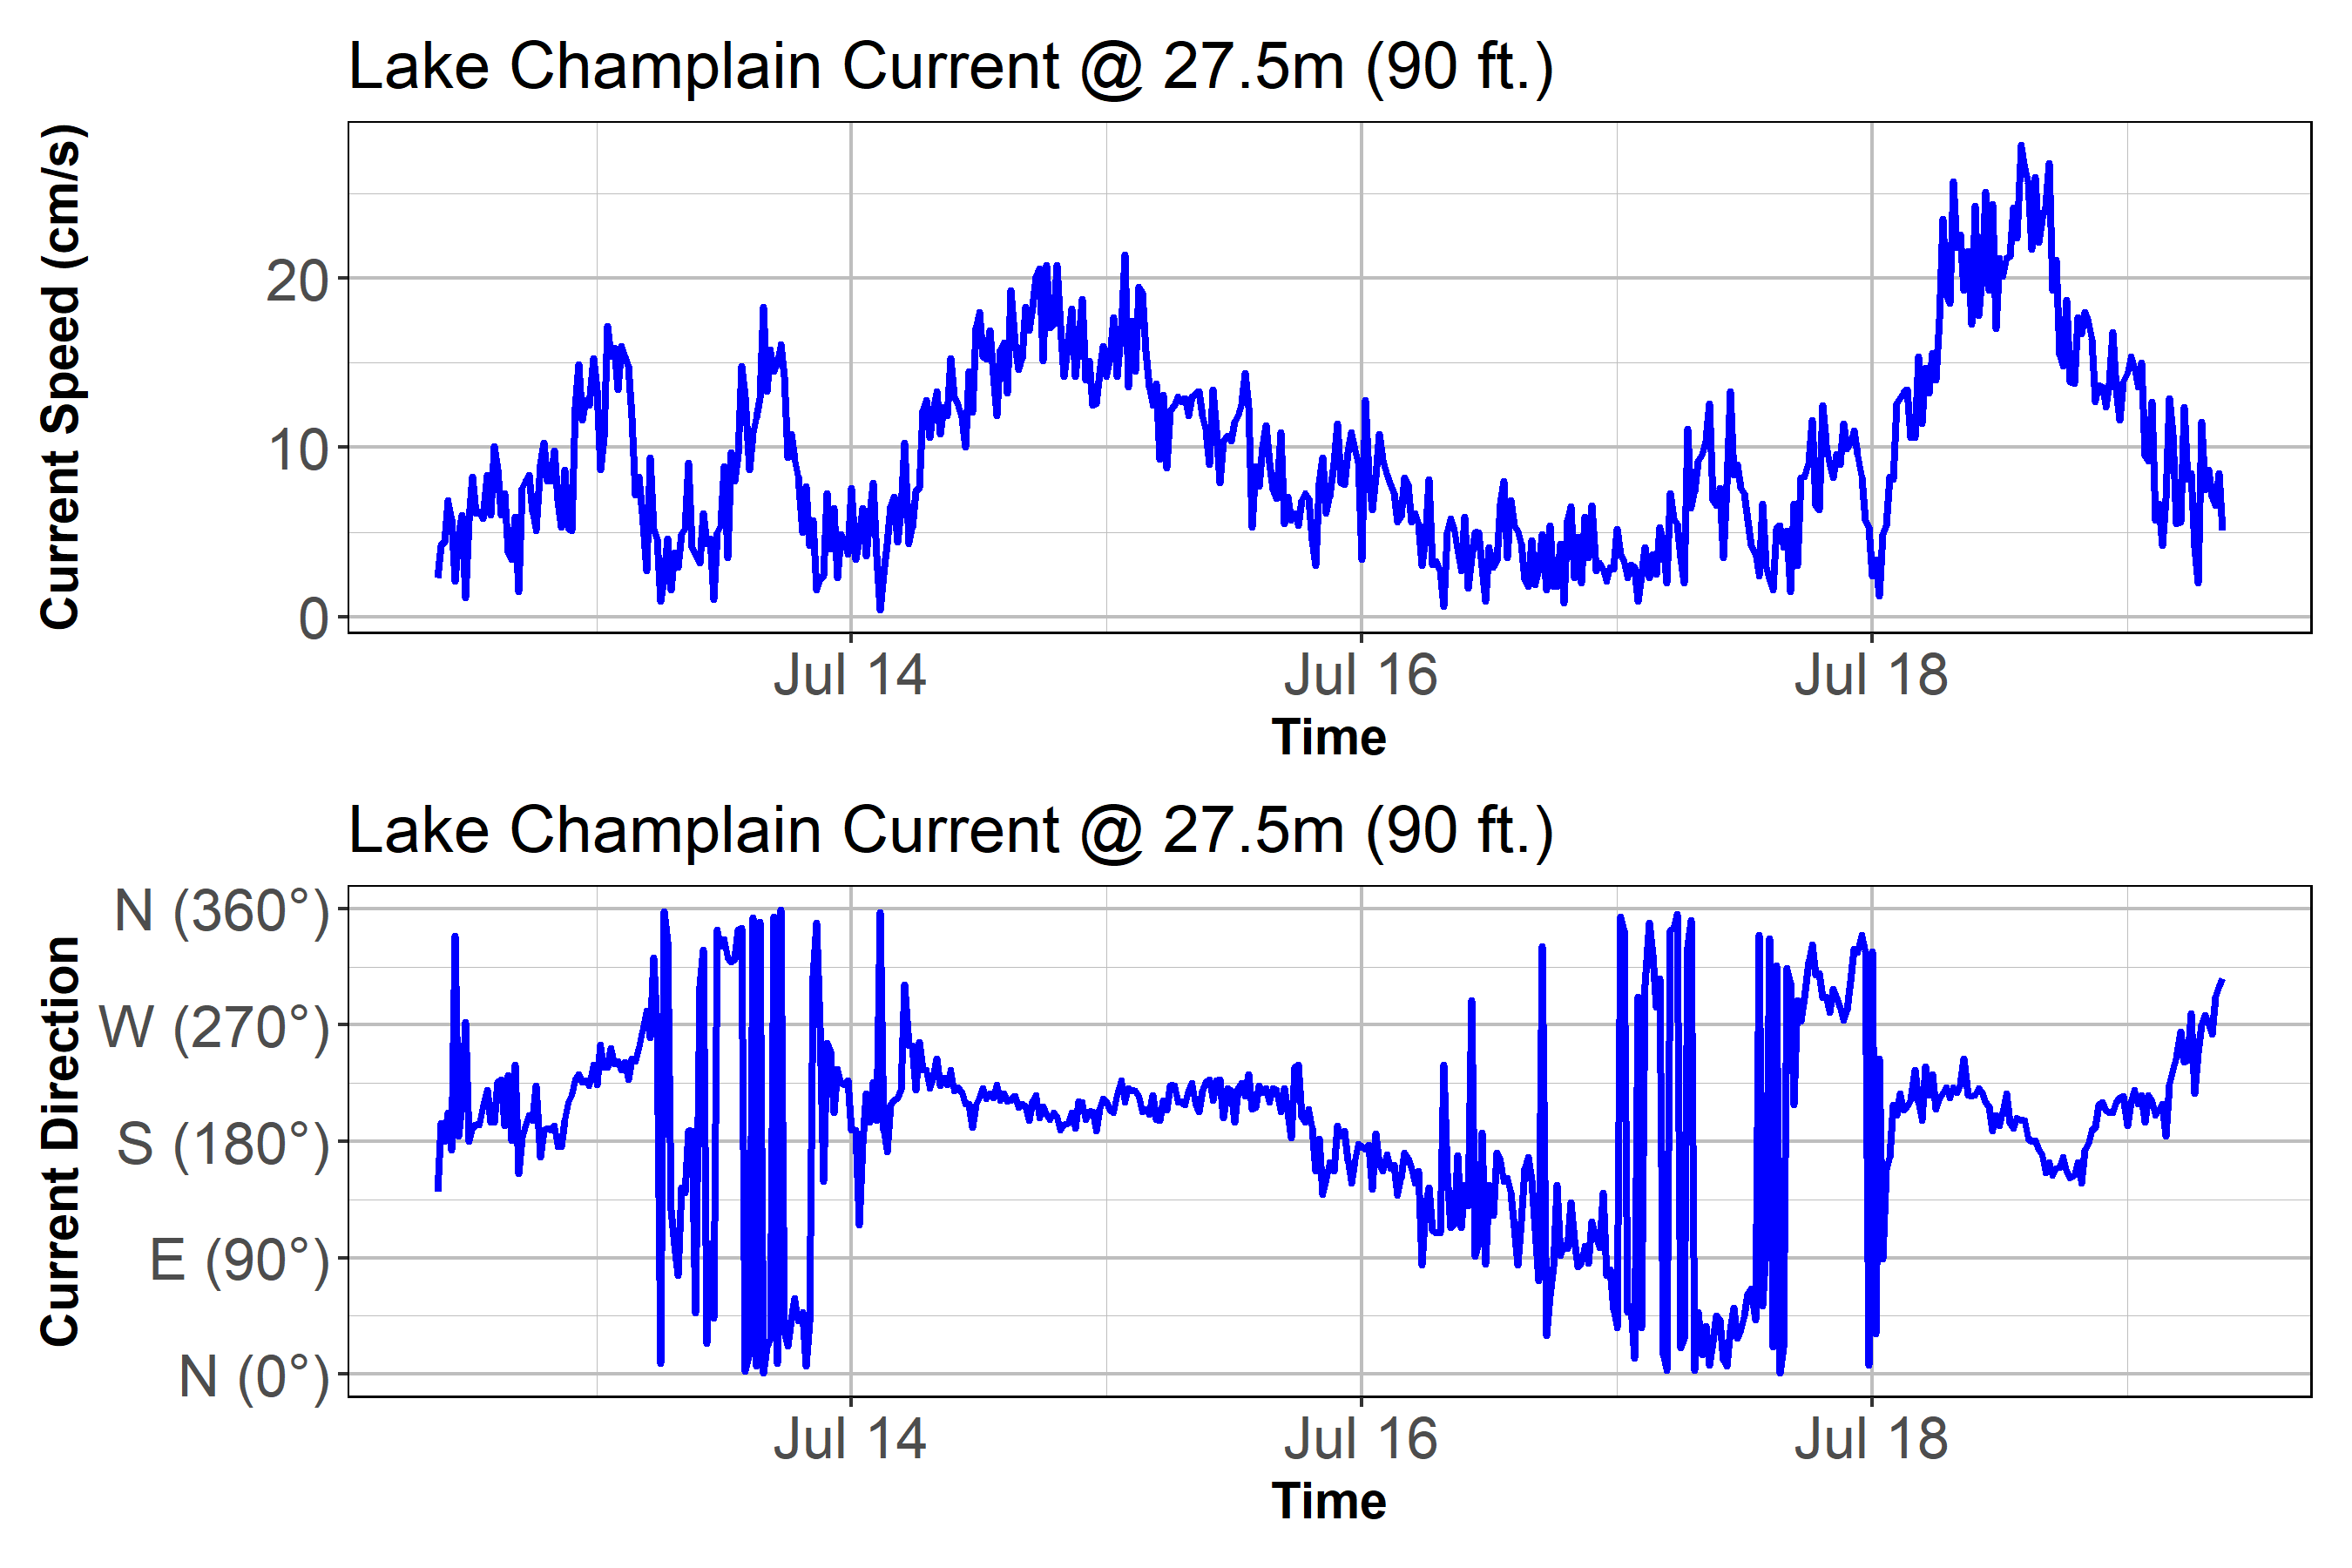 Lake Champlain Current @ 27.5m (90 ft.)
Current Speed (cm/s)
20
10
0
Jul 14 Jul 16 Jul 18
Time
Lake Champlain Current @ 27.5m (90 ft.)
Current Direction
N (360°)
W (270°)
S (180°)
E (90°)
N (0°)
Jul 14 Jul 16 Jul 18
Time